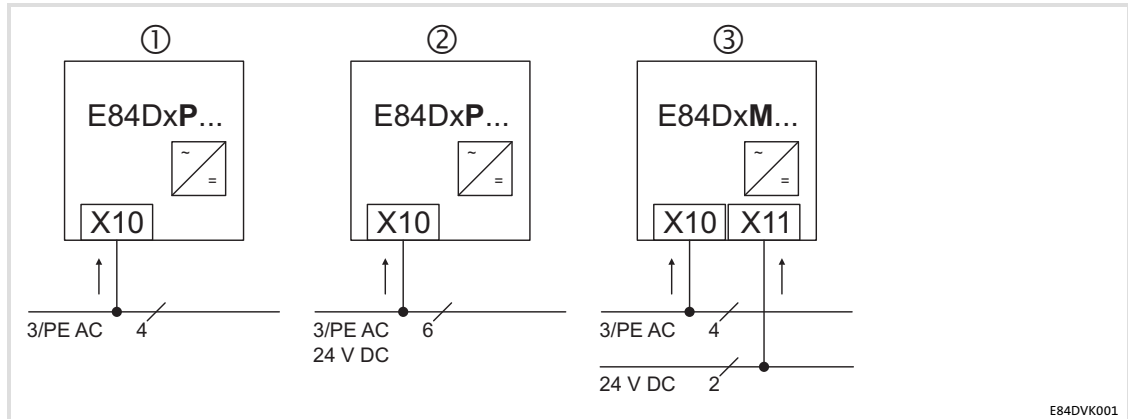 ①
②
③
E84DxP...
E84DxP...
E84DxM...
~
=
~
=
~
=
X10
X10
X10 X11
3/PE AC 4
3/PE AC 6
24 V DC
3/PE AC 4
24 V DC 2
E84DVK001